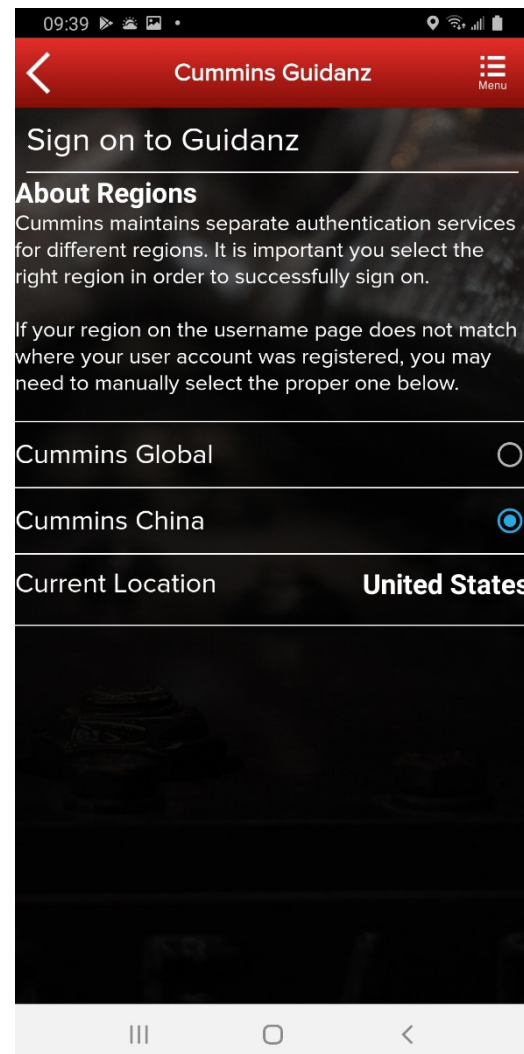 09:39
Cummins Guidanz
Menu
Sign on to Guidanz
About Regions
Cummins maintains separate authentication services
for different regions. It is important you select the
right region in order to successfully sign on.
If your region on the username page does not match
where your user account was registered, you may
need to manually select the proper one below.
Cummins Global
Cummins China
Current Location United States